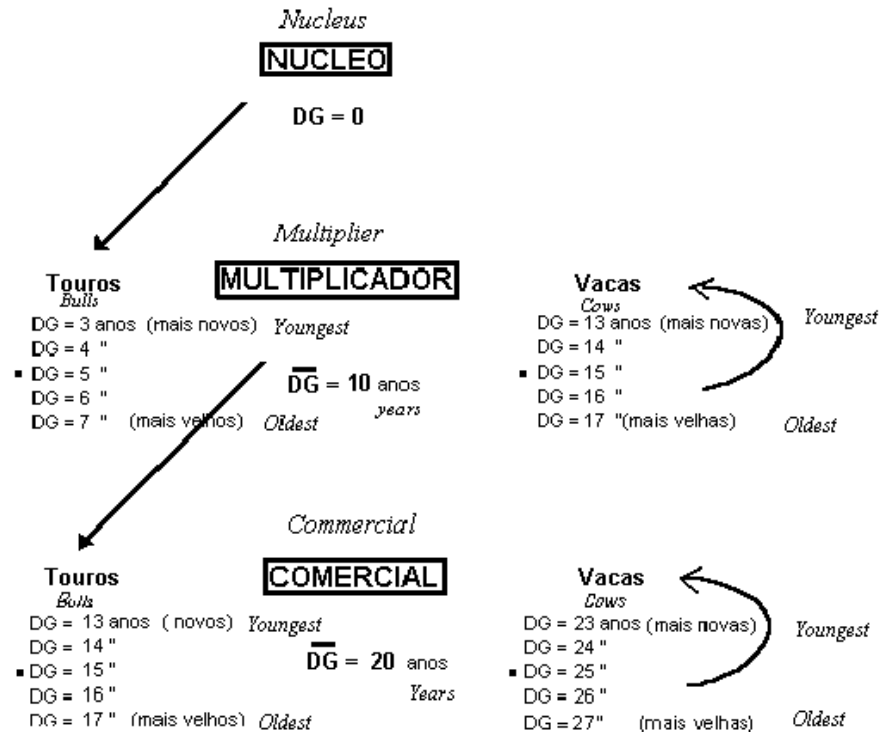 Nucleus
NUCLEO
DG = 0
Multiplier
MULTIPLICADOR
Touros
Bulls
DG = 3 anos (mais novos) Youngest
DG = 4 "
▪ DG = 5 "
DG = 6 "
DG = 7 " (mais velhos) Oldest
DG = 10 anos
years
Vacas
Cows
DG = 13 anos (mais novas) Youngest
DG = 14 "
▪ DG = 15 "
DG = 16 "
DG = 17 "(mais velhas) Oldest
Commercial
COMERCIAL
Touros
Bulls
DG = 13 anos ( novos) Youngest
DG = 14 "
▪ DG = 15 "
DG = 16 "
DG = 17 " (mais velhos) Oldest
DG = 20 anos
Years
Vacas
Cows
DG = 23 anos (mais novas) Youngest
DG = 24 "
▪ DG = 25 "
DG = 26 "
DG = 27" (mais velhas) Oldest